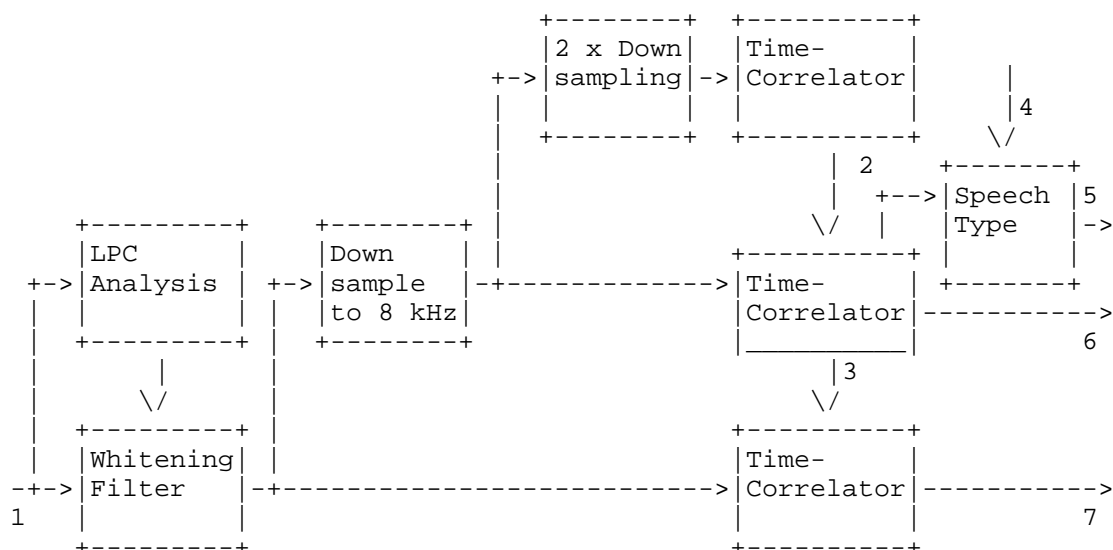 2 x Down
sampling
Time-
Correlator
4
2
Speech
Type
5
LPC
Analysis
Down
sample
to 8 kHz
Time-
Correlator
6
3
Whitening
Filter
Time-
Correlator
1
7